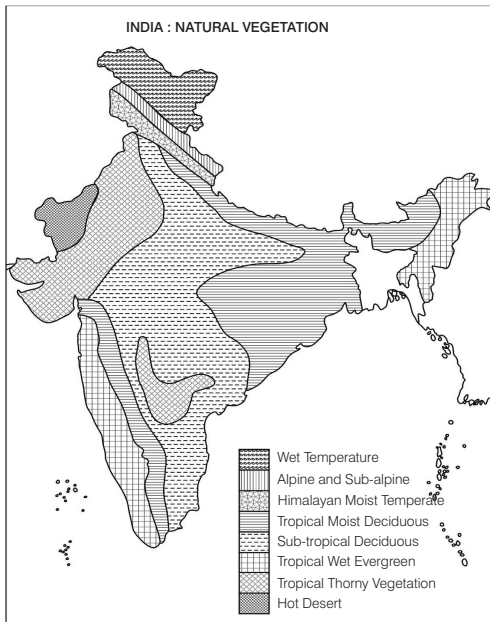 INDIA : NATURAL VEGETATION
Wet Temperature
Alpine and Sub-alpine
Himalayan Moist Temperate
Tropical Moist Deciduous
Sub-tropical Deciduous
Tropical Wet Evergreen
Tropical Thorny Vegetation
Hot Desert